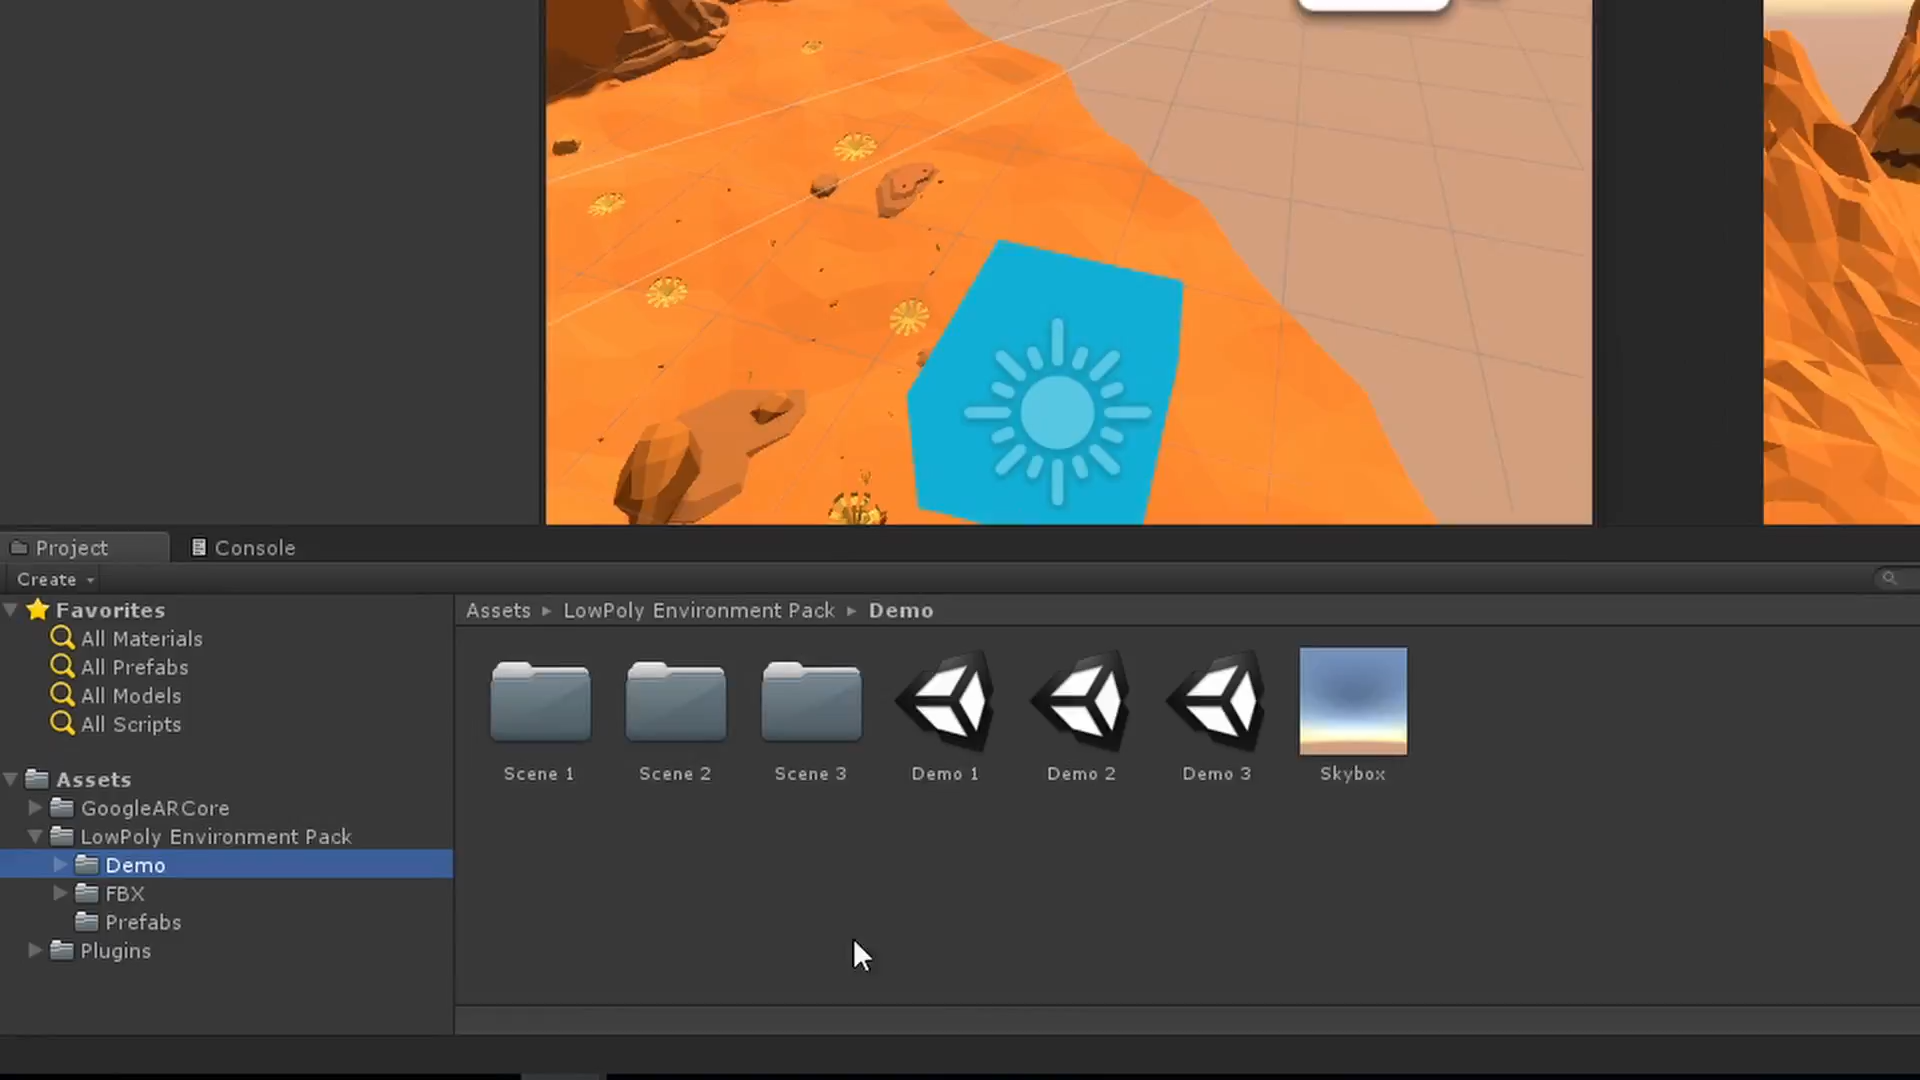 Project
Console
Create
Favorites
All Materials
All Prefabs
All Models
All Scripts
Assets
GoogleARCore
LowPoly Environment Pack
Demo
FBX
Prefabs
Plugins
Assets ▸ LowPoly Environment Pack ▸ Demo
Scene 1
Scene 2
Scene 3
Demo 1
Demo 2
Demo 3
Skybox